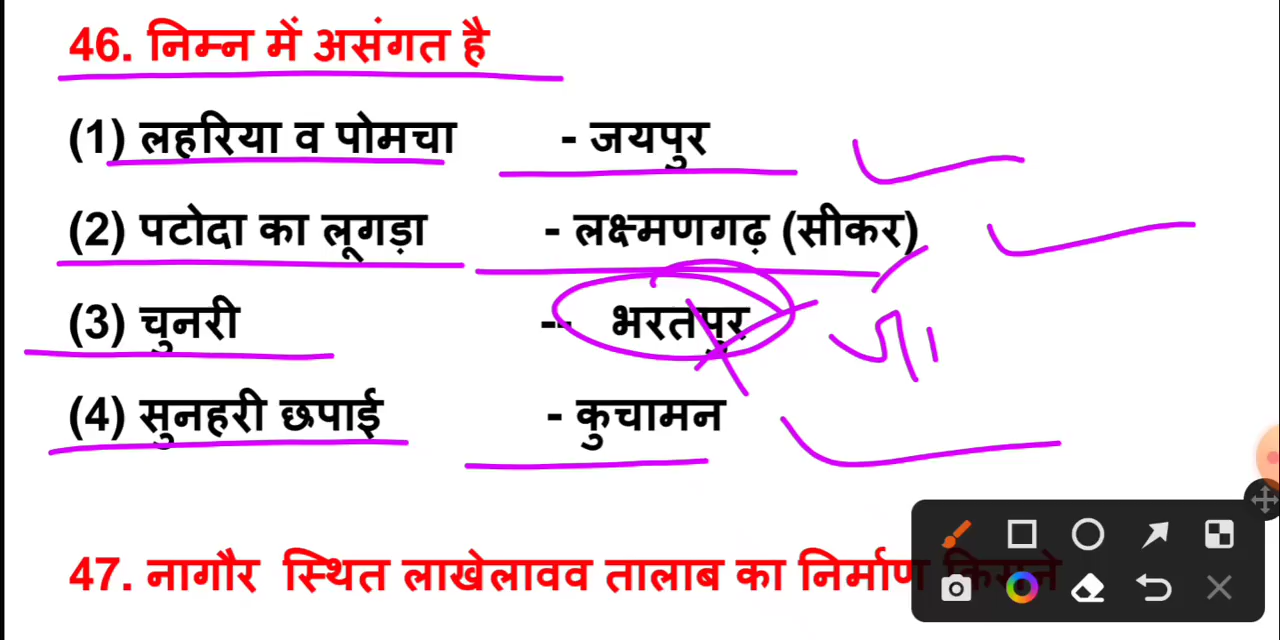 46. निम्न में असंगत है
(1) लहरिया व पोमचा - जयपुर
(2) पटोदा का लूगड़ा - लक्ष्मणगढ़ (सीकर)
(3) चुनरी -- भरतपुर
(4) सुनहरी छपाई - कुचामन
47. नागौर स्थित लाखेलावव तालाब का निर्माण